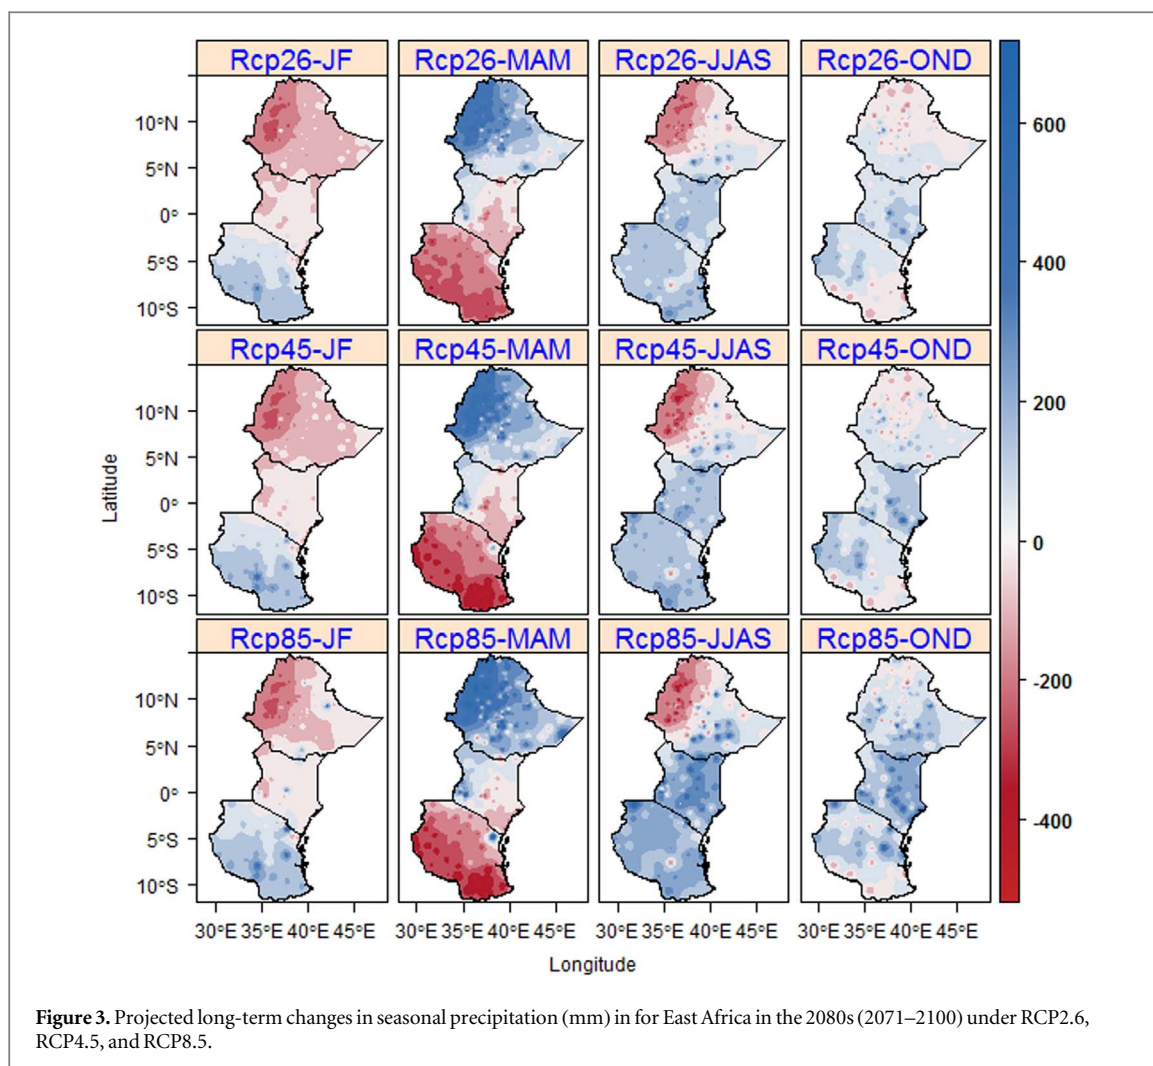 Rcp26-JF Rcp26-MAM Rcp26-JJAS Rcp26-OND
10°N
5°N
0°
5°S
10°S
Rcp45-JF Rcp45-MAM Rcp45-JJAS Rcp45-OND
10°N
5°N
0°
5°S
10°S
Rcp85-JF Rcp85-MAM Rcp85-JJAS Rcp85-OND
10°N
5°N
0°
5°S
10°S
Latitude
30°E 35°E 40°E 45°E 30°E 35°E 40°E 45°E 30°E 35°E 40°E 45°E 30°E 35°E 40°E 45°E
Longitude
600
400
200
0
-200
-400
Figure 3. Projected long-term changes in seasonal precipitation (mm) in for East Africa in the 2080s (2071–2100) under RCP2.6,
RCP4.5, and RCP8.5.